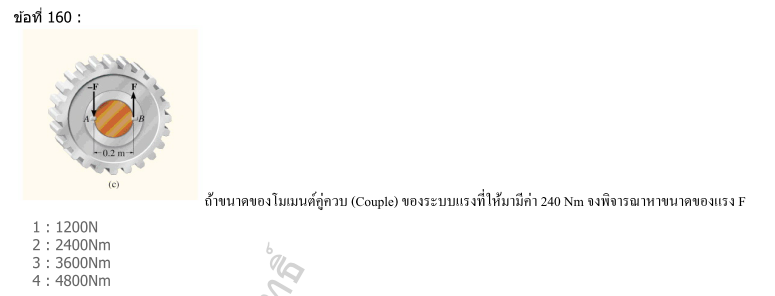 ข้อที่ 160 :
-F F
A B
0.2 m
(c)
ถ้าขนาดของโมเมนต์คู่ควบ (Couple) ของระบบแรงที่ให้มามีค่า 240 Nm จงพิจารณาหาขนาดของแรง F
1 : 1200N
2 : 2400Nm
3 : 3600Nm
4 : 4800Nm